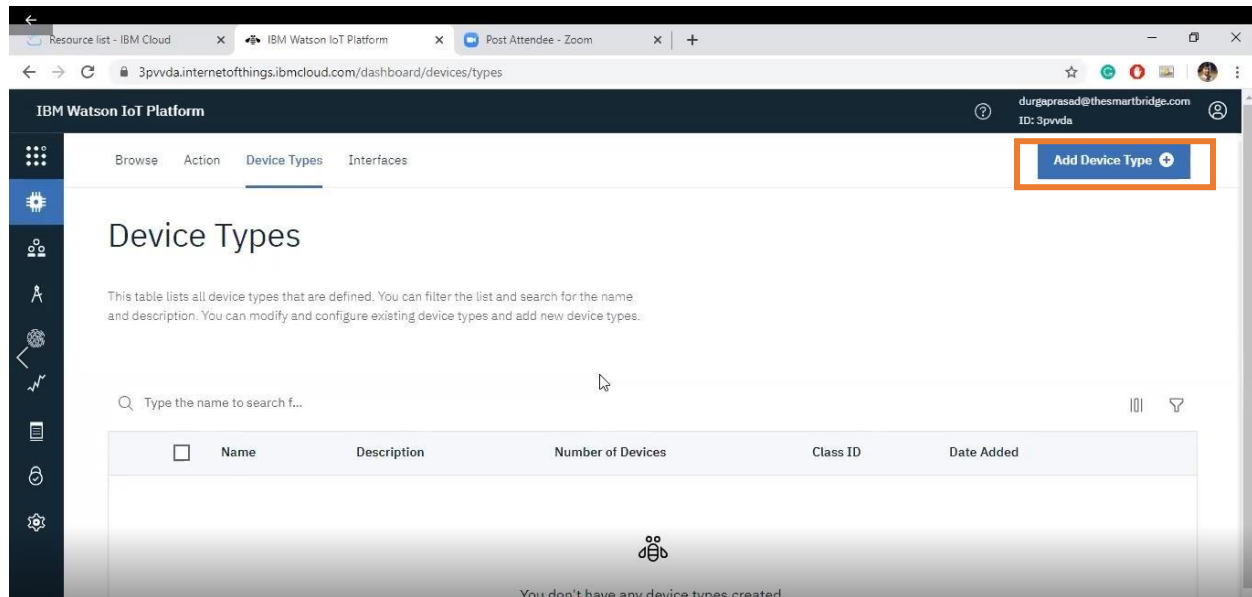 Resource list - IBM Cloud
IBM Watson IoT Platform
Post Attendee - Zoom
3pvvda.internetofthings.ibmcloud.com/dashboard/devices/types
IBM Watson IoT Platform
durgaprasad@thesmartbridge.com
ID: 3pvvda
Browse Action Device Types Interfaces
Add Device Type
Device Types
This table lists all device types that are defined. You can filter the list and search for the name
and description. You can modify and configure existing device types and add new device types.
Type the name to search f...
Name Description Number of Devices Class ID Date Added
You don't have any device types created